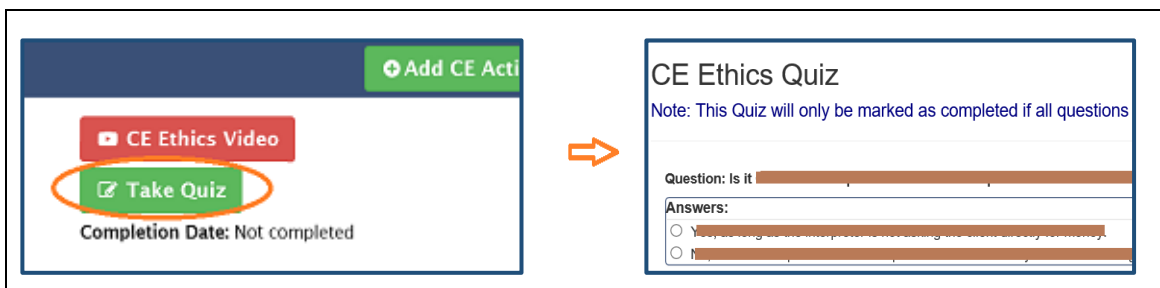 Add CE Acti
CE Ethics Video
Take Quiz
Completion Date: Not completed
CE Ethics Quiz
Note: This Quiz will only be marked as completed if all questions
Question: Is it
Answers: